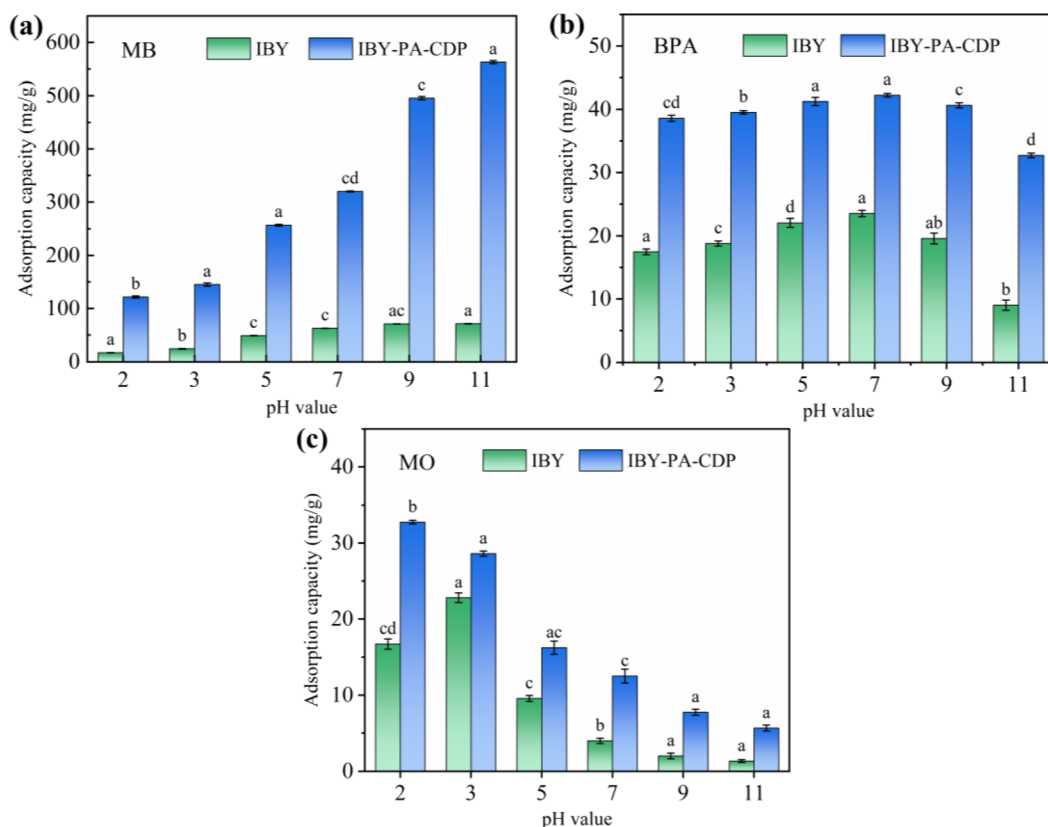 (a)
MB
IBY
IBY-PA-CDP
600
500
400
300
200
100
0
Adsorption capacity (mg/g)
a
b
b
a
c
a
c
cd
ac
c
a
a
2 3 5 7 9 11
pH value
(b)
BPA
IBY
IBY-PA-CDP
50
40
30
20
10
0
Adsorption capacity (mg/g)
a
cd
c
b
d
a
a
a
ab
c
b
d
2 3 5 7 9 11
pH value
(c)
MO
IBY
IBY-PA-CDP
40
30
20
10
0
Adsorption capacity (mg/g)
cd
b
a
a
c
ac
b
c
a
a
a
a
2 3 5 7 9 11
pH value